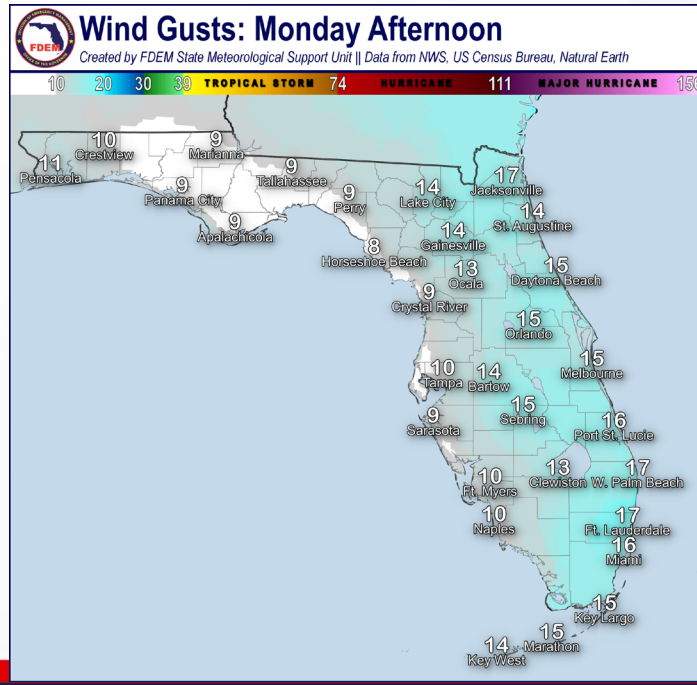 Wind Gusts: Monday Afternoon
Created by FDEM State Meteorological Support Unit || Data from NWS, US Census Bureau, Natural Earth
FDEM
10 20 30 39 TROPICAL STORM 74 HURRICANE 111 MAJOR HURRICANE
11
Pensacola
10
Crestview
9
Marianna
9
Panama City
9
Tallahassee
9
Apalachicola
9
Perry
8
Horseshoe Beach
14
Lake City
17
Jacksonville
14
St. Augustine
14
Gainesville
13
Ocala
15
Daytona Beach
9
Crystal River
15
Orlando
15
Melbourne
10
Tampa
14
Bartow
15
Sebring
9
Sarasota
16
Port St. Lucie
10
Ft. Myers
13
Clewiston
17
W. Palm Beach
10
Naples
17
Ft. Lauderdale
16
Miami
15
Key Largo
15
Marathon
14
Key West